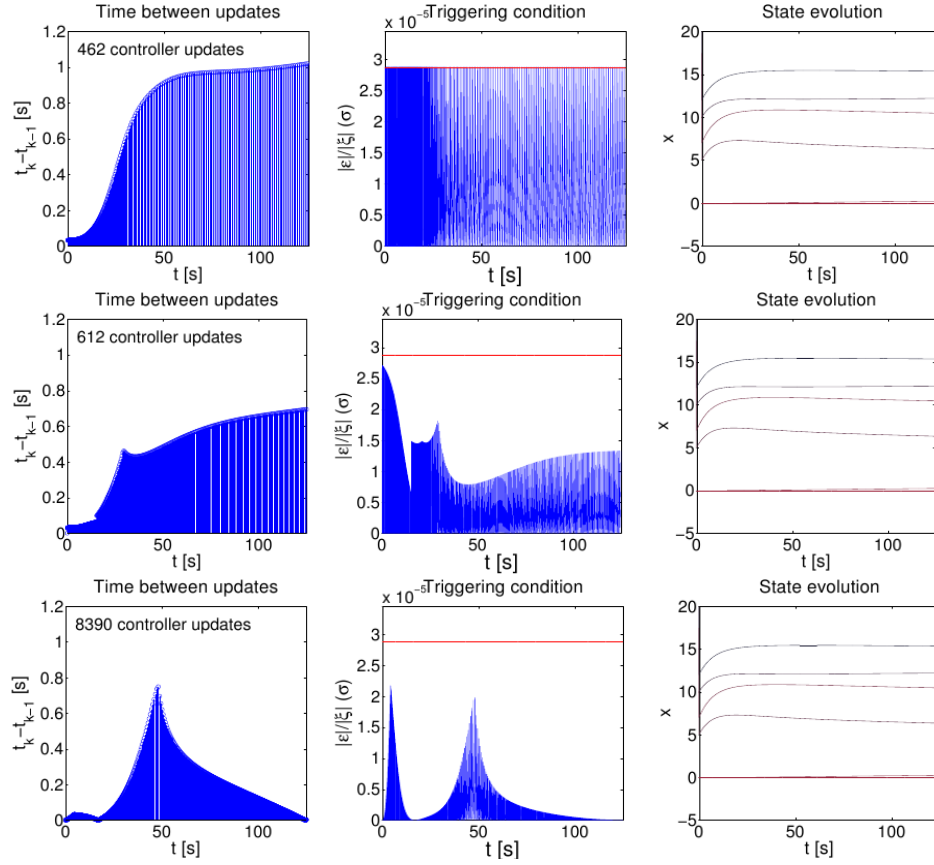 Time between updates
462 controller updates
t_k−t_{k−1} [s]
1.2
1
0.8
0.6
0.4
0.2
0
0 50 100
t [s]
x 10^{-5} Triggering condition
|ε|/|ξ| (σ)
3
2.5
2
1.5
1
0.5
0
0 50 100
t [s]
State evolution
x
20
15
10
5
0
−5
0 50 100
t [s]
Time between updates
612 controller updates
t_k−t_{k−1} [s]
1.2
1
0.8
0.6
0.4
0.2
0
0 50 100
t [s]
x 10^{-5} Triggering condition
|ε|/|ξ| (σ)
3
2.5
2
1.5
1
0.5
0
0 50 100
t [s]
State evolution
x
20
15
10
5
0
−5
0 50 100
t [s]
Time between updates
8390 controller updates
t_k−t_{k−1} [s]
1.2
1
0.8
0.6
0.4
0.2
0
0 50 100
t [s]
x 10^{-5} Triggering condition
|ε|/|ξ| (σ)
3
2.5
2
1.5
1
0.5
0
0 50 100
t [s]
State evolution
x
20
15
10
5
0
−5
0 50 100
t [s]